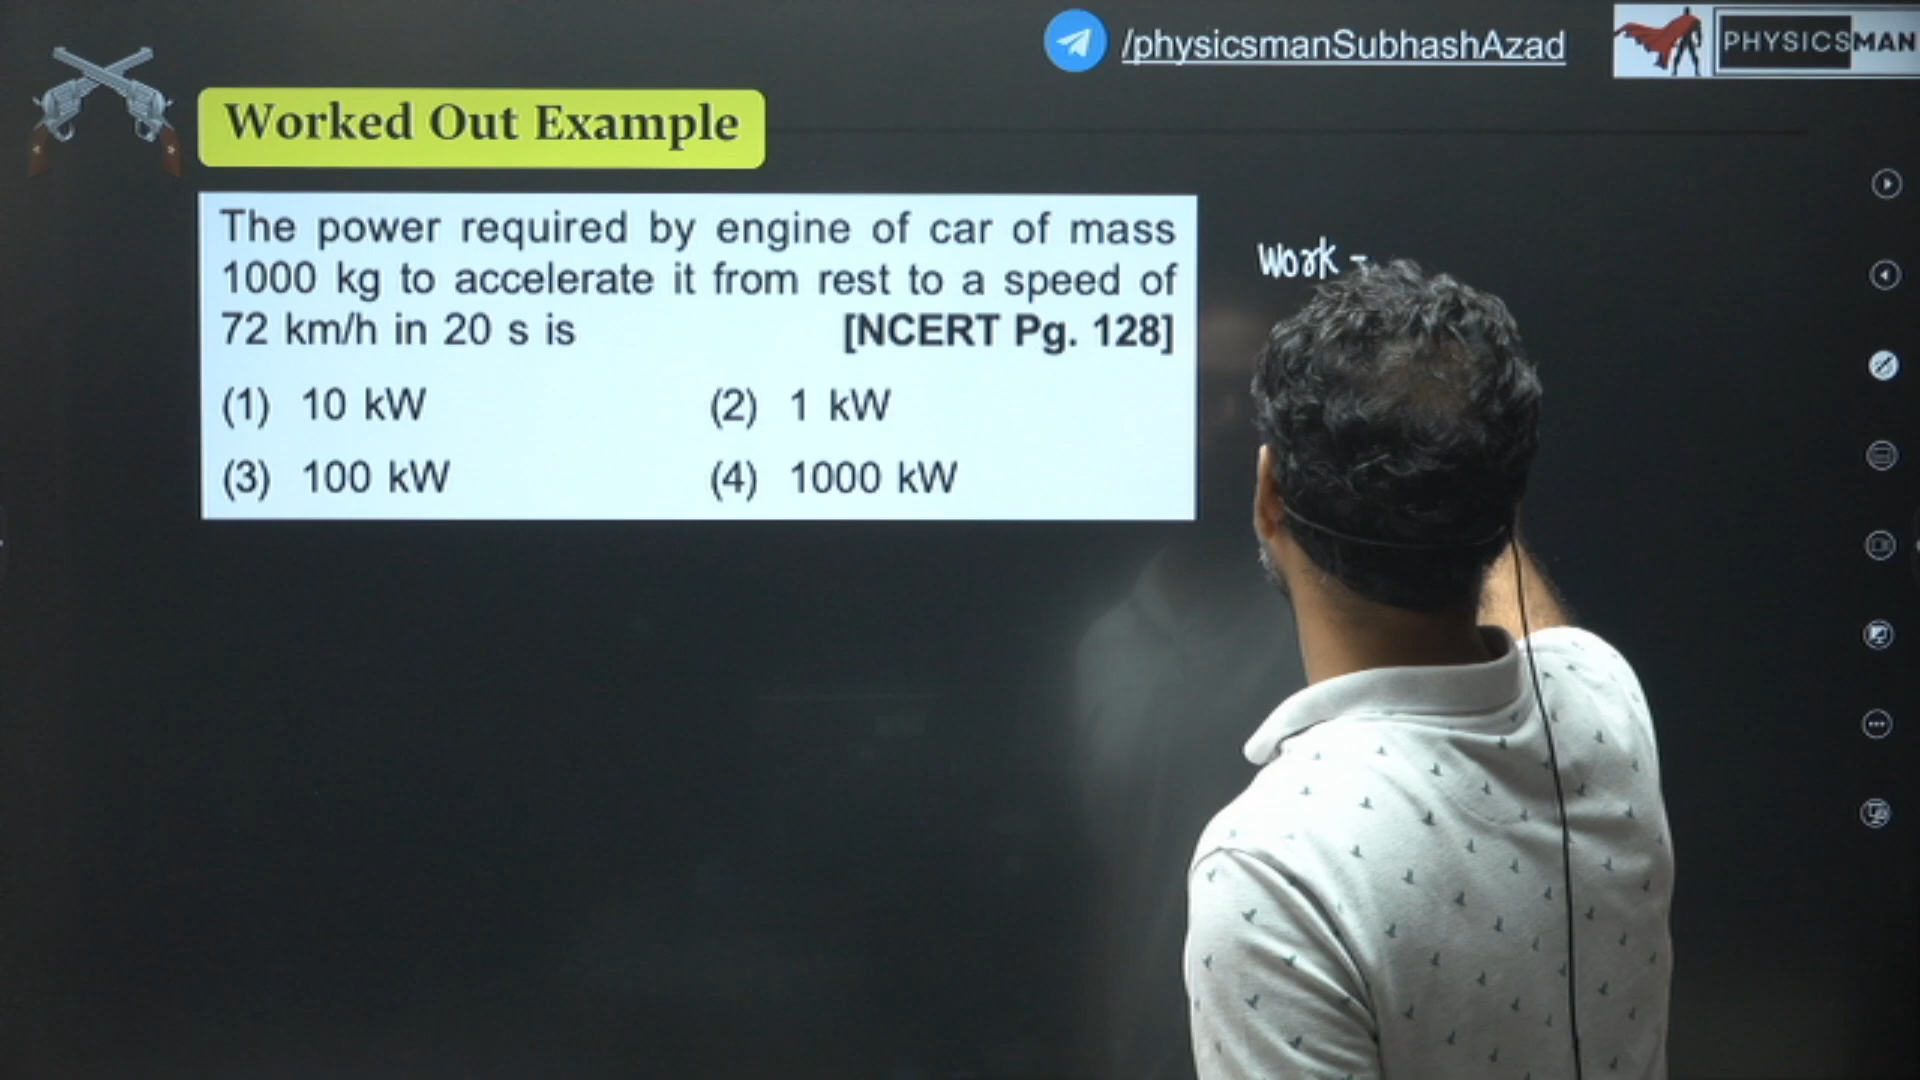 /physicsmanSubhashAzad
PHYSICSMAN
Worked Out Example
The power required by engine of car of mass
1000 kg to accelerate it from rest to a speed of
72 km/h in 20 s is [NCERT Pg. 128]
(1) 10 kW (2) 1 kW
(3) 100 kW (4) 1000 kW
Work -